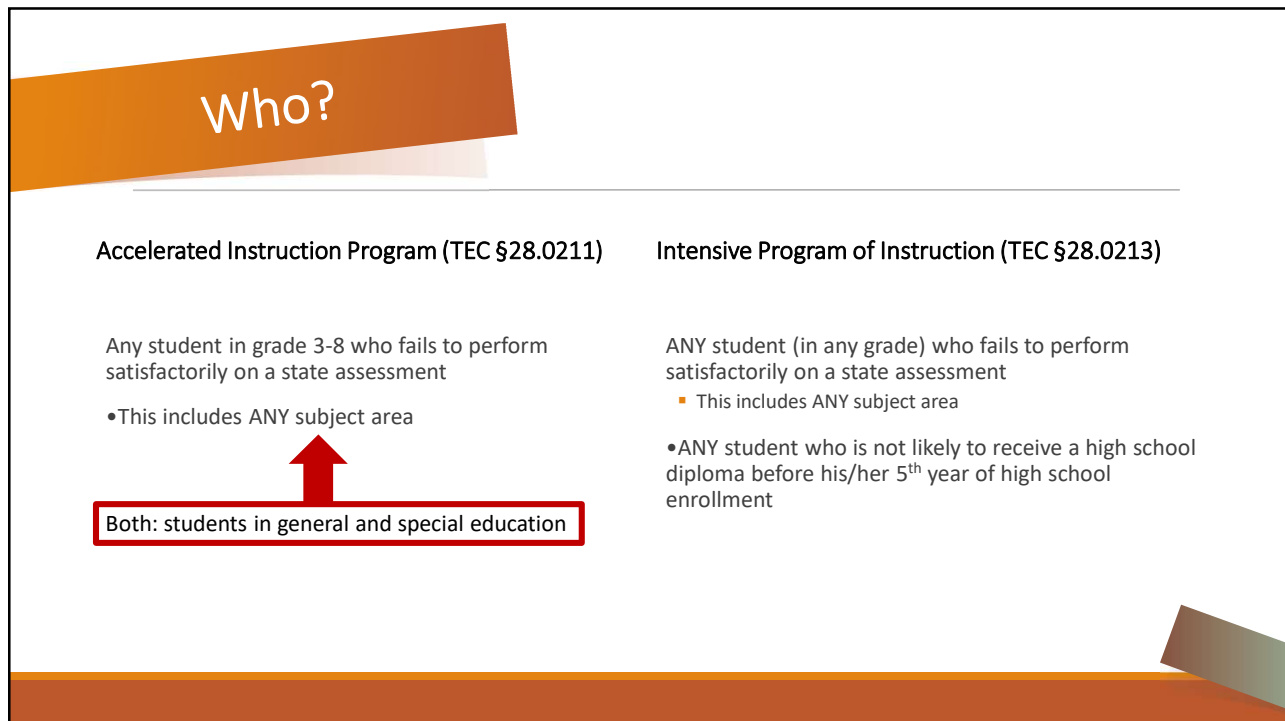 Who?
Accelerated Instruction Program (TEC §28.0211)
Any student in grade 3-8 who fails to perform
satisfactorily on a state assessment
•This includes ANY subject area
Both: students in general and special education
Intensive Program of Instruction (TEC §28.0213)
ANY student (in any grade) who fails to perform
satisfactorily on a state assessment
▪ This includes ANY subject area
•ANY student who is not likely to receive a high school
diploma before his/her 5th year of high school
enrollment